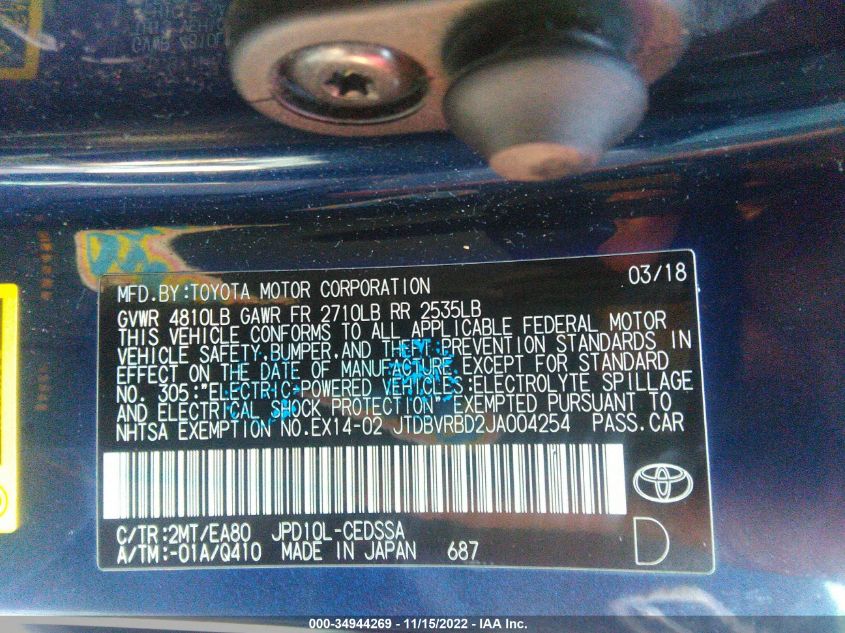 MFD.BY:TOYOTA MOTOR CORPORATION 03/18
GVWR 4810LB GAWR FR 2710LB RR 2535LB
THIS VEHICLE CONFORMS TO ALL APPLICABLE FEDERAL MOTOR
VEHICLE SAFETY,BUMPER,AND THEFT PREVENTION STANDARDS IN
EFFECT ON THE DATE OF MANUFACTURE EXCEPT FOR STANDARD
NO. 305:"ELECTRIC-POWERED VEHICLES:ELECTROLYTE SPILLAGE
AND ELECTRICAL SHOCK PROTECTION" EXEMPTED PURSUANT TO
NHTSA EXEMPTION NO.EX14-02 JTDBVRBD2JA004254 PASS.CAR
C/TR:2MT/EA80 JPD10L-CEDSSA
A/TM:-01A/Q410 MADE IN JAPAN 687
D
000-34944269 - 11/15/2022 - IAA Inc.